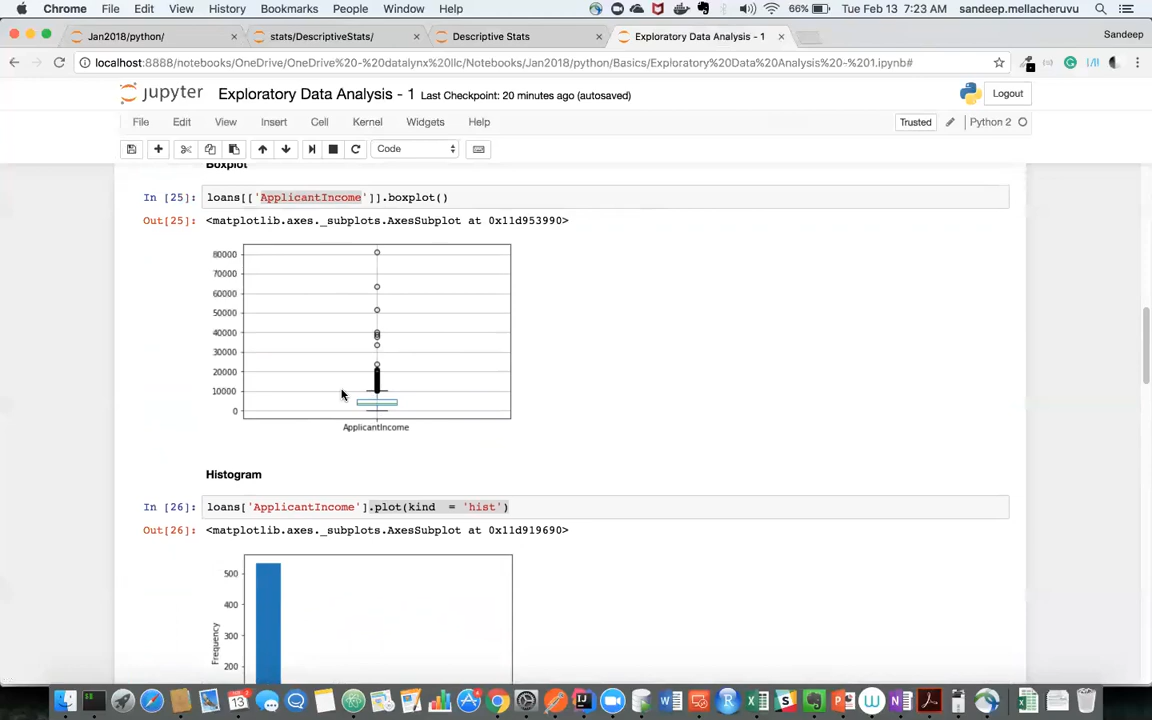 Chrome File Edit View History Bookmarks People Window Help 66% Tue Feb 13 7:23 AM sandeep.mellacheruvu
Jan2018/python/ stats/DescriptiveStats/ Descriptive Stats Exploratory Data Analysis - 1 Sandeep
localhost:8888/notebooks/OneDrive/OneDrive%20-%20datalynx%20llc/Notebooks/Jan2018/python/Basics/Exploratory%20Data%20Analysis%20-%201.ipynb#
jupyter Exploratory Data Analysis - 1 Last Checkpoint: 20 minutes ago (autosaved) Logout
File Edit View Insert Cell Kernel Widgets Help Trusted Python 2
Code
Boxplot
In [25]: loans[['ApplicantIncome']].boxplot()
Out[25]: <matplotlib.axes._subplots.AxesSubplot at 0x11d953990>
80000
70000
60000
50000
40000
30000
20000
10000
0
ApplicantIncome
Histogram
In [26]: loans['ApplicantIncome'].plot(kind = 'hist')
Out[26]: <matplotlib.axes._subplots.AxesSubplot at 0x11d919690>
500
400
300
200
Frequency